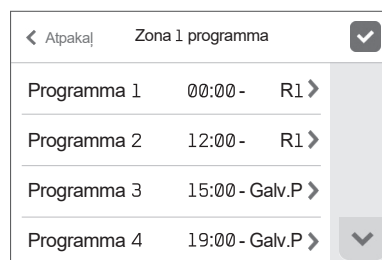 Atpakaļ Zona 1 programma
Programma 1 00:00 - R1
Programma 2 12:00 - R1
Programma 3 15:00 - Galv.P
Programma 4 19:00 - Galv.P